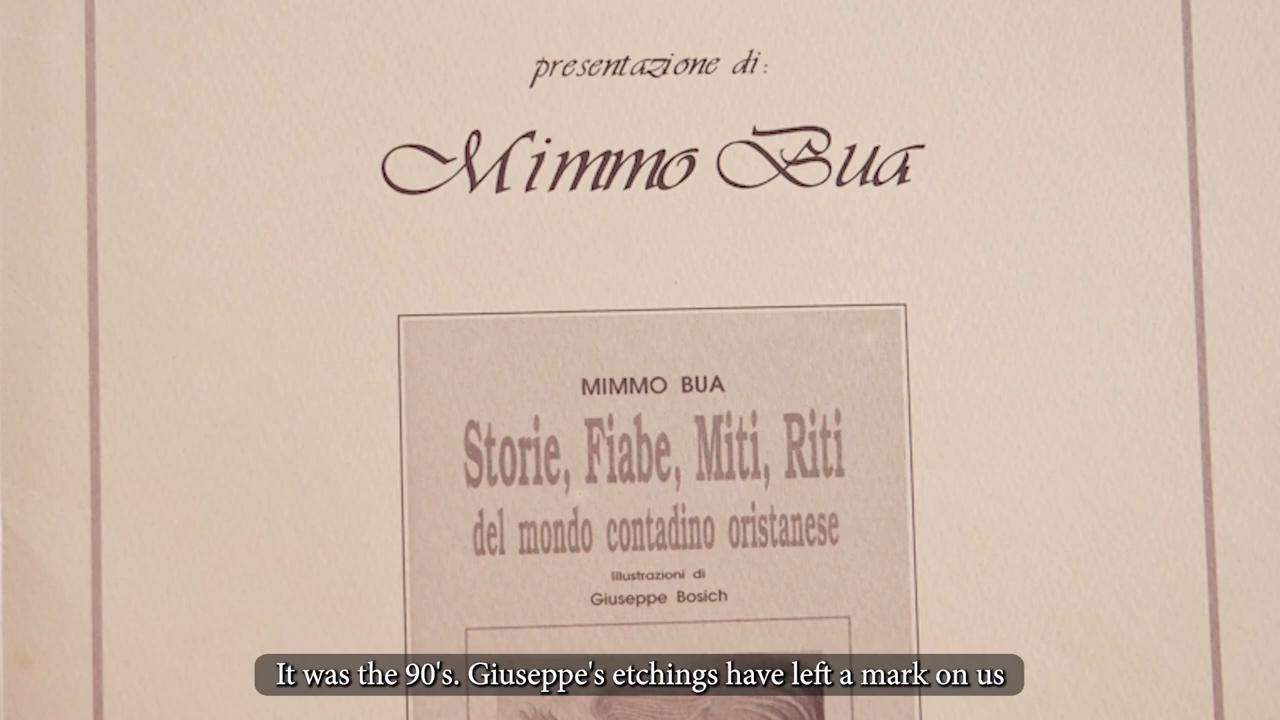 presentazione di:
Mimmo Bua
MIMMO BUA
Storie, Fiabe, Miti, Riti
del mondo contadino oristanese
Illustrazioni di
Giuseppe Bosich
It was the 90's. Giuseppe's etchings have left a mark on us